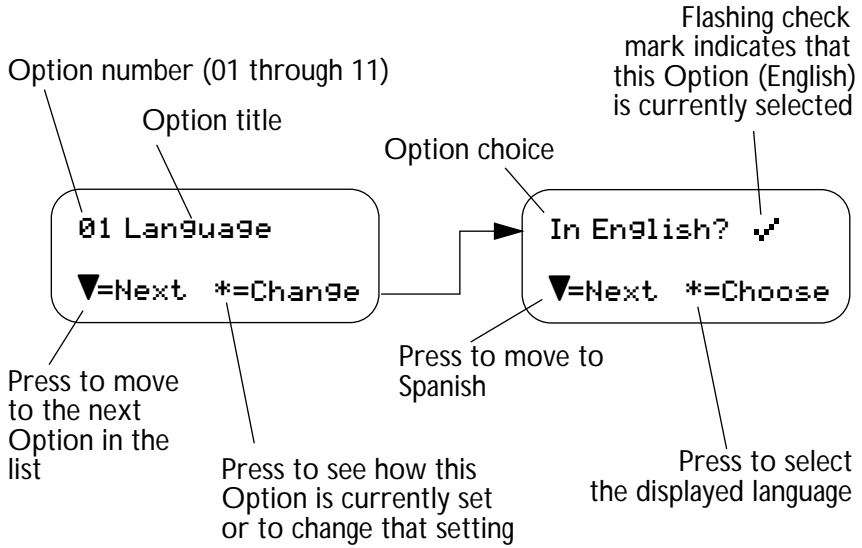 Flashing check
mark indicates that
this Option (English)
is currently selected
Option number (01 through 11)
Option title
Option choice
01 Language
▼=Next *=Change
In English? ✓
▼=Next *=Choose
Press to move
to the next
Option in the
list
Press to see how this
Option is currently set
or to change that setting
Press to move to
Spanish
Press to select
the displayed language